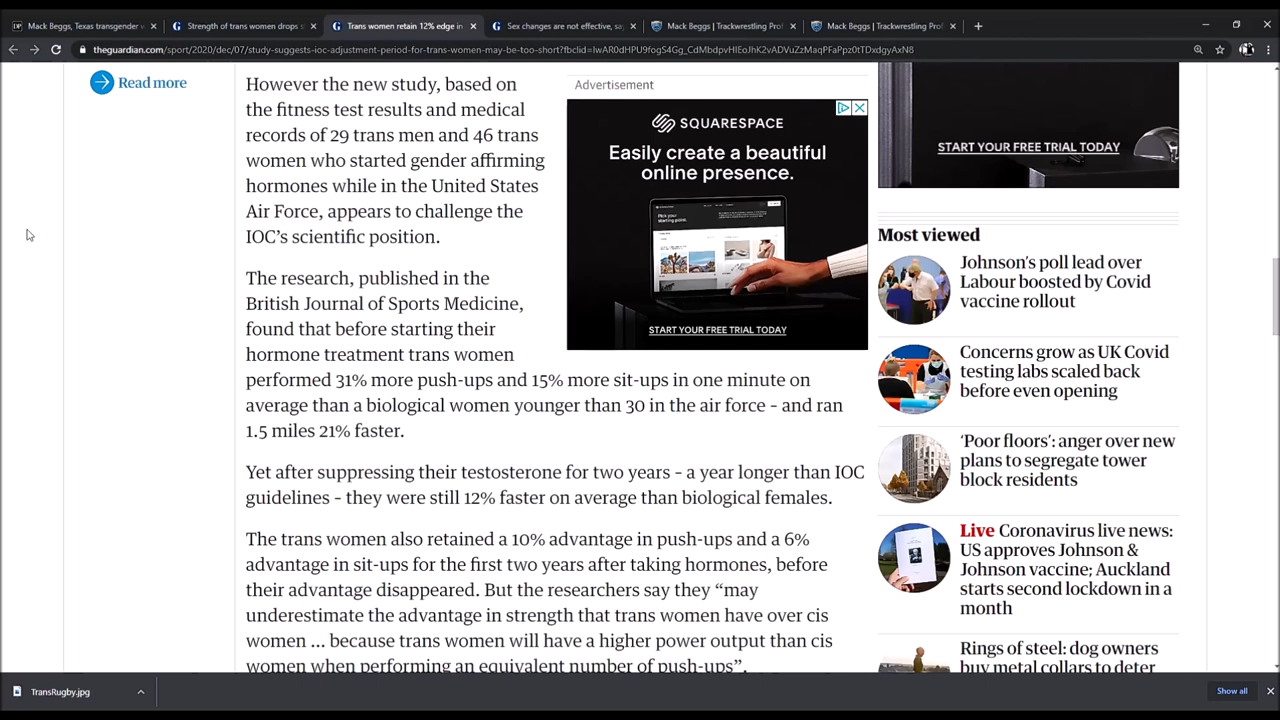 Mack Beggs, Texas transgender
Strength of trans women drops
Trans women retain 12% edge in
Sex changes are not effective, say
Mack Beggs | Trackwrestling Prof
Mack Beggs | Trackwrestling Prof
theguardian.com/sport/2020/dec/07/study-suggests-ioc-adjustment-period-for-trans-women-may-be-too-short?fbclid=IwAR0dHPU9fogS4Gg_CdMbdpvHIEoJhK2vADVuZzMaqPFaPpz0tTDxdgyAxN8
Read more
However the new study, based on
the fitness test results and medical
records of 29 trans men and 46 trans
women who started gender affirming
hormones while in the United States
Air Force, appears to challenge the
IOC’s scientific position.
The research, published in the
British Journal of Sports Medicine,
found that before starting their
hormone treatment trans women
performed 31% more push-ups and 15% more sit-ups in one minute on
average than a biological women younger than 30 in the air force – and ran
1.5 miles 21% faster.
Yet after suppressing their testosterone for two years – a year longer than IOC
guidelines – they were still 12% faster on average than biological females.
The trans women also retained a 10% advantage in push-ups and a 6%
advantage in sit-ups for the first two years after taking hormones, before
their advantage disappeared. But the researchers say they “may
underestimate the advantage in strength that trans women have over cis
women ... because trans women will have a higher power output than cis
women when performing an equivalent number of push-ups”.
Advertisement
SQUARESPACE
Easily create a beautiful
online presence.
START YOUR FREE TRIAL TODAY
START YOUR FREE TRIAL TODAY
Most viewed
Johnson’s poll lead over
Labour boosted by Covid
vaccine rollout
Concerns grow as UK Covid
testing labs scaled back
before even opening
‘Poor floors’: anger over new
plans to segregate tower
block residents
Live Coronavirus live news:
US approves Johnson &
Johnson vaccine; Auckland
starts second lockdown in a
month
Rings of steel: dog owners
buy metal collars to deter
TransRugby.jpg
Show all